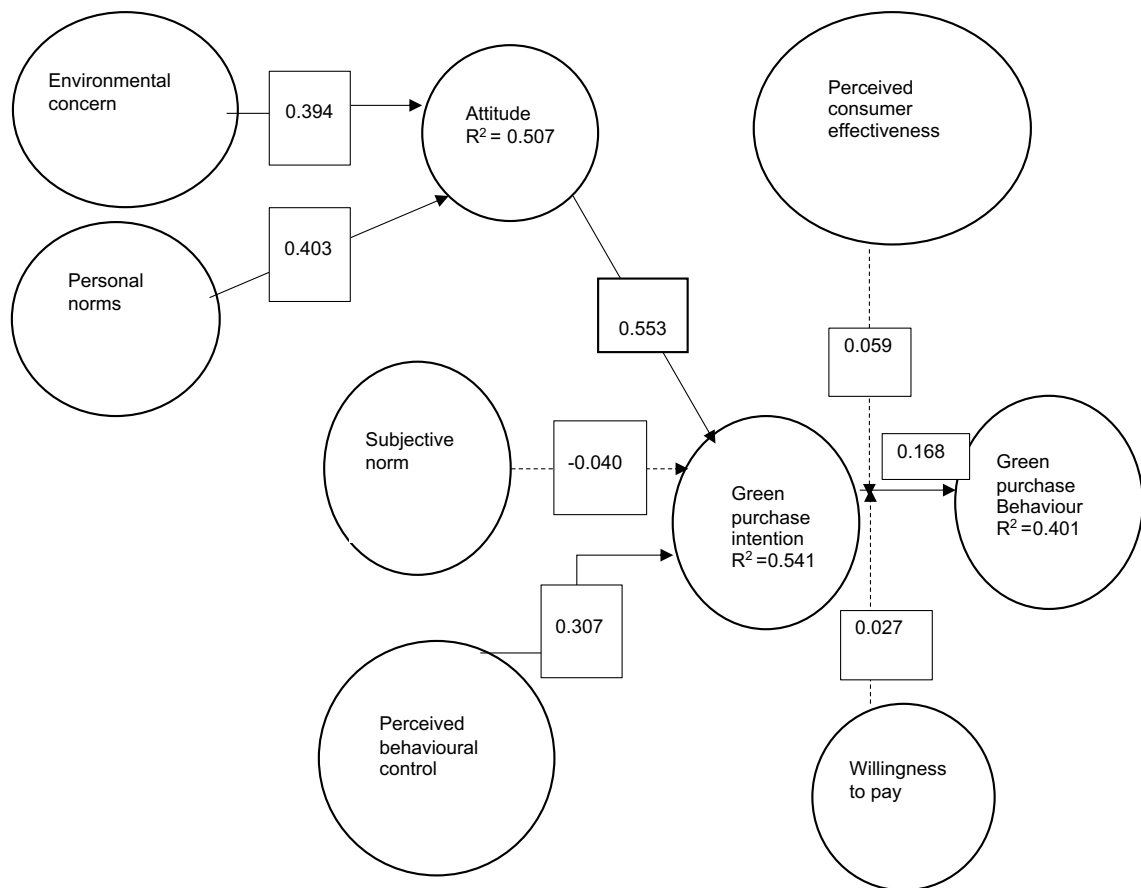 Environmental
concern
0.394
Attitude
R² = 0.507
Perceived
consumer
effectiveness
Personal
norms
0.403
0.553
0.059
Subjective
norm
-0.040
0.168
Green
purchase
intention
R² =0.541
Green
purchase
Behaviour
R² =0.401
0.307
0.027
Perceived
behavioural
control
Willingness
to pay